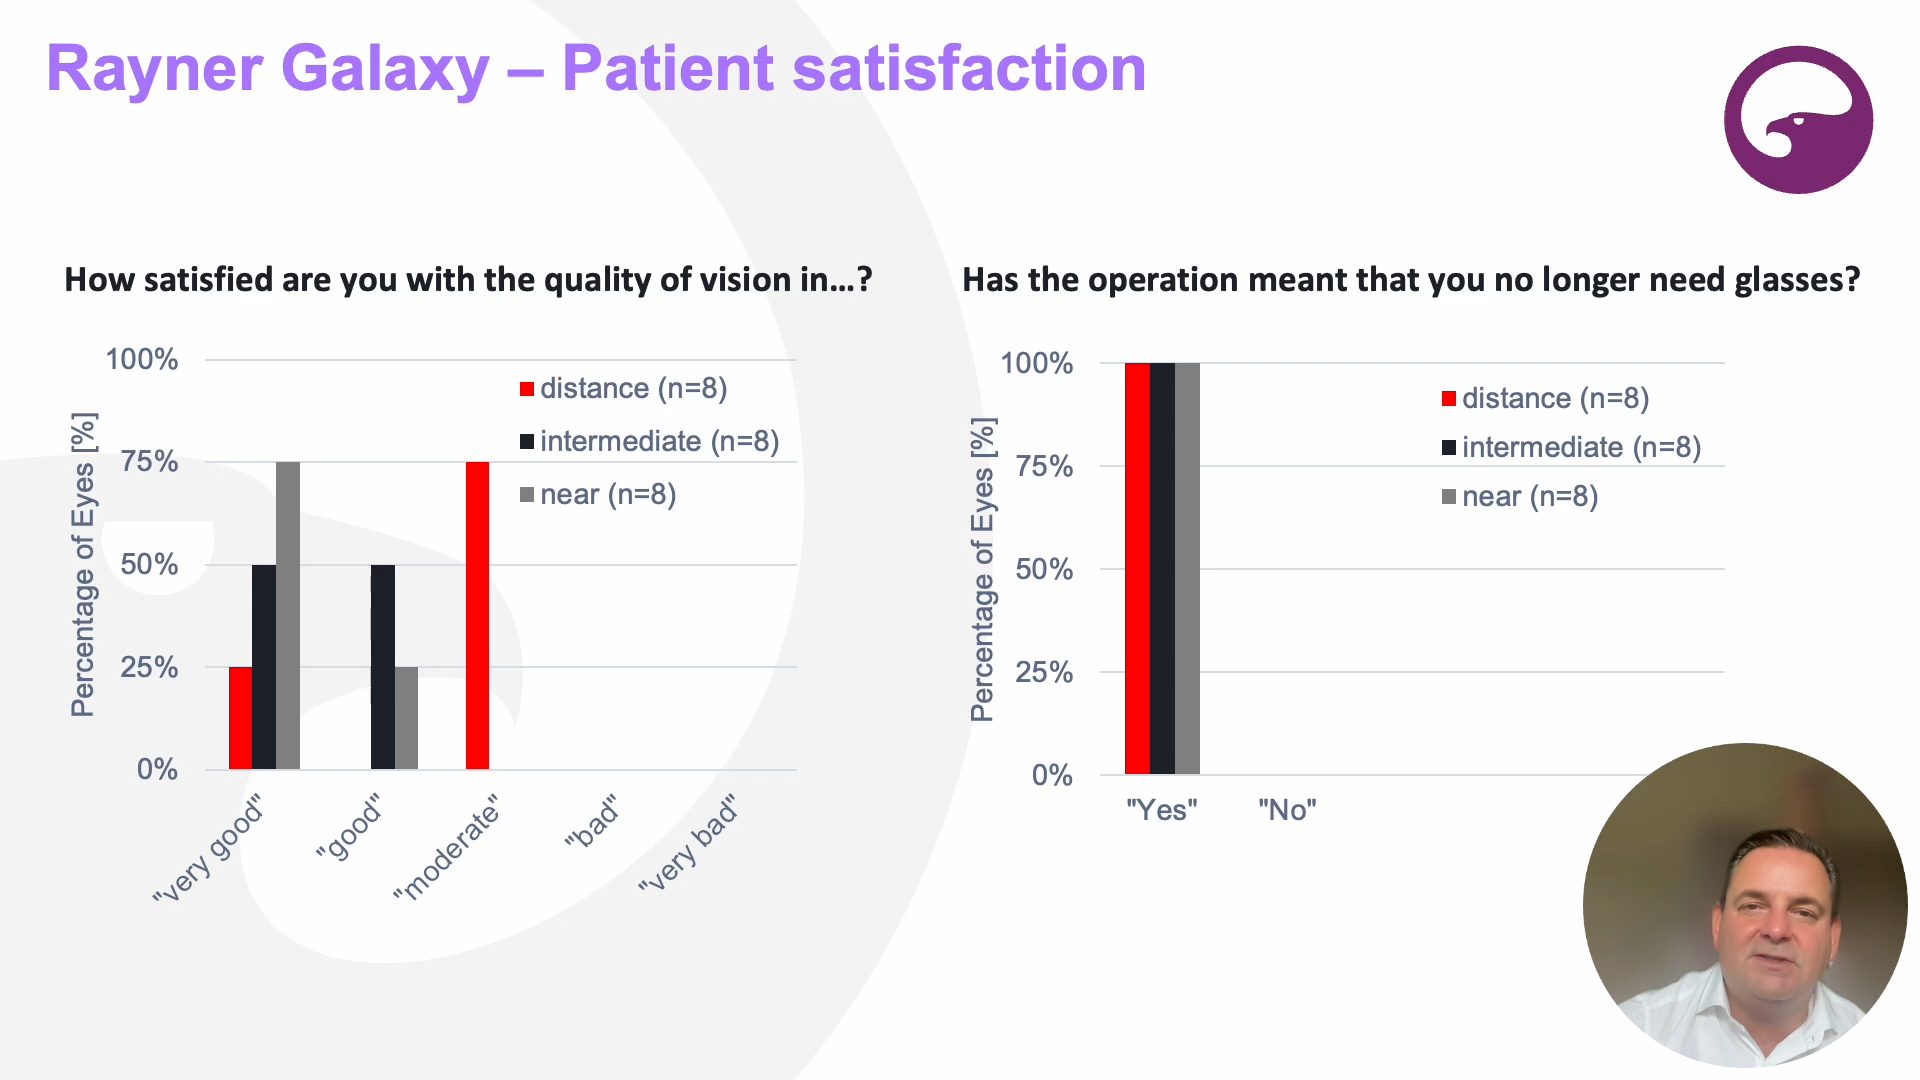 Rayner Galaxy – Patient satisfaction
How satisfied are you with the quality of vision in...?
100%
75%
50%
25%
0%
Percentage of Eyes [%]
distance (n=8)
intermediate (n=8)
near (n=8)
"very good"
"good"
"moderate"
"bad"
"very bad"
Has the operation meant that you no longer need glasses?
100%
75%
50%
25%
0%
Percentage of Eyes [%]
distance (n=8)
intermediate (n=8)
near (n=8)
"Yes"
"No"